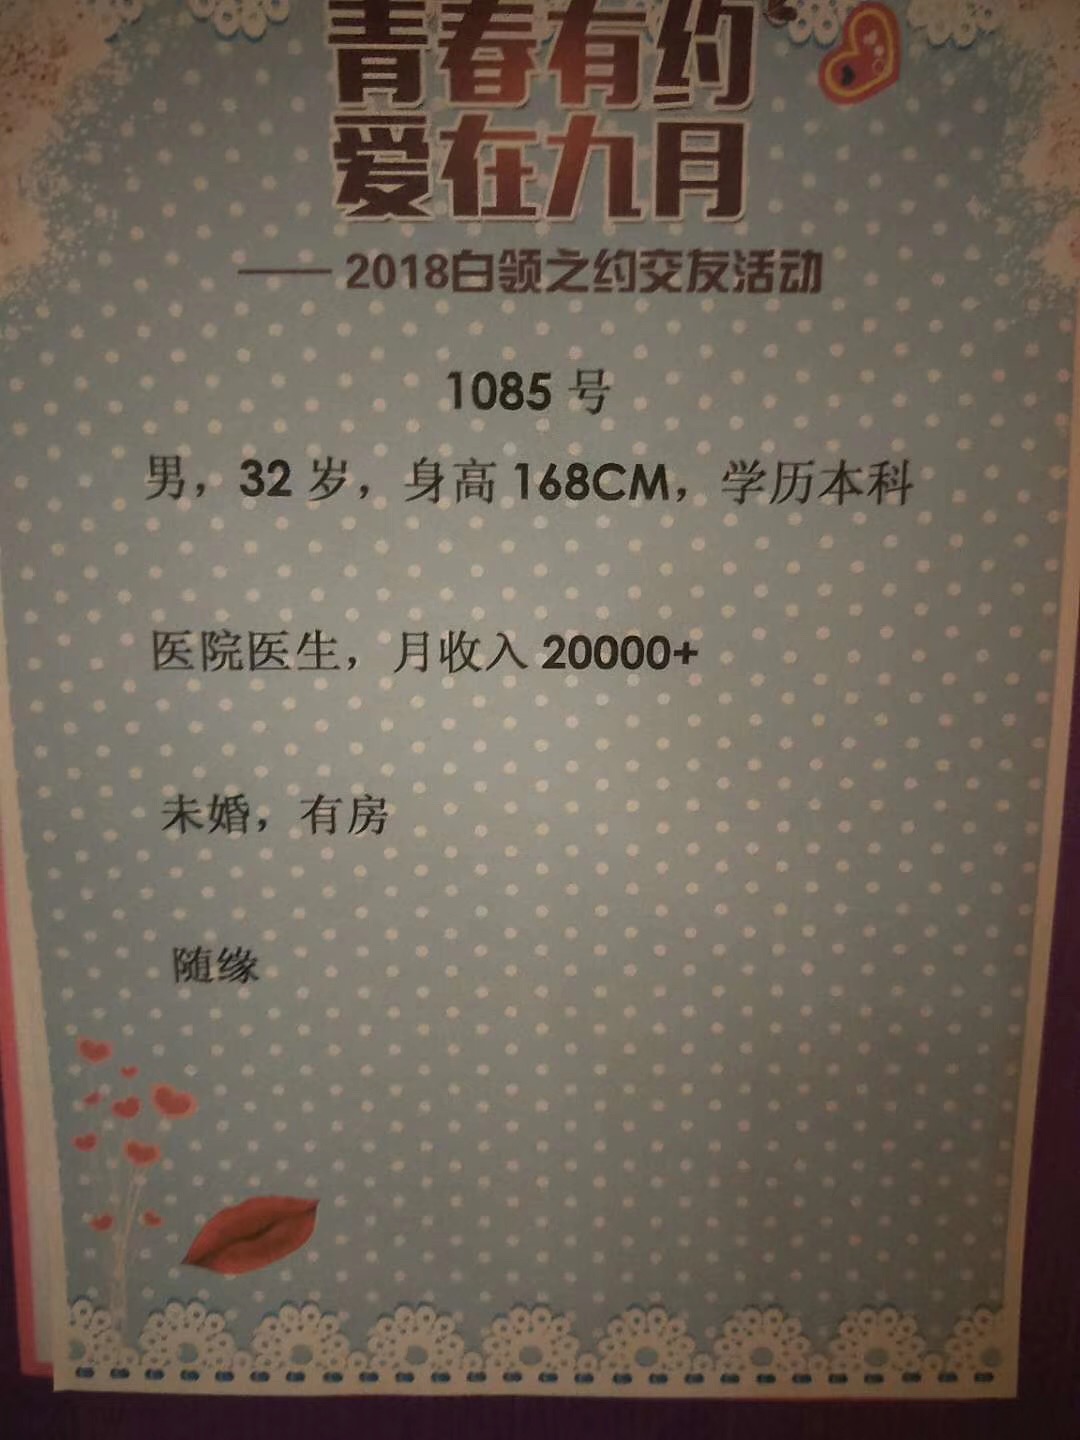 青春有约
爱在九月
——2018白领之约交友活动
1085 号
男，32 岁，身高 168CM，学历本科
医院医生，月收入 20000+
未婚，有房
随缘